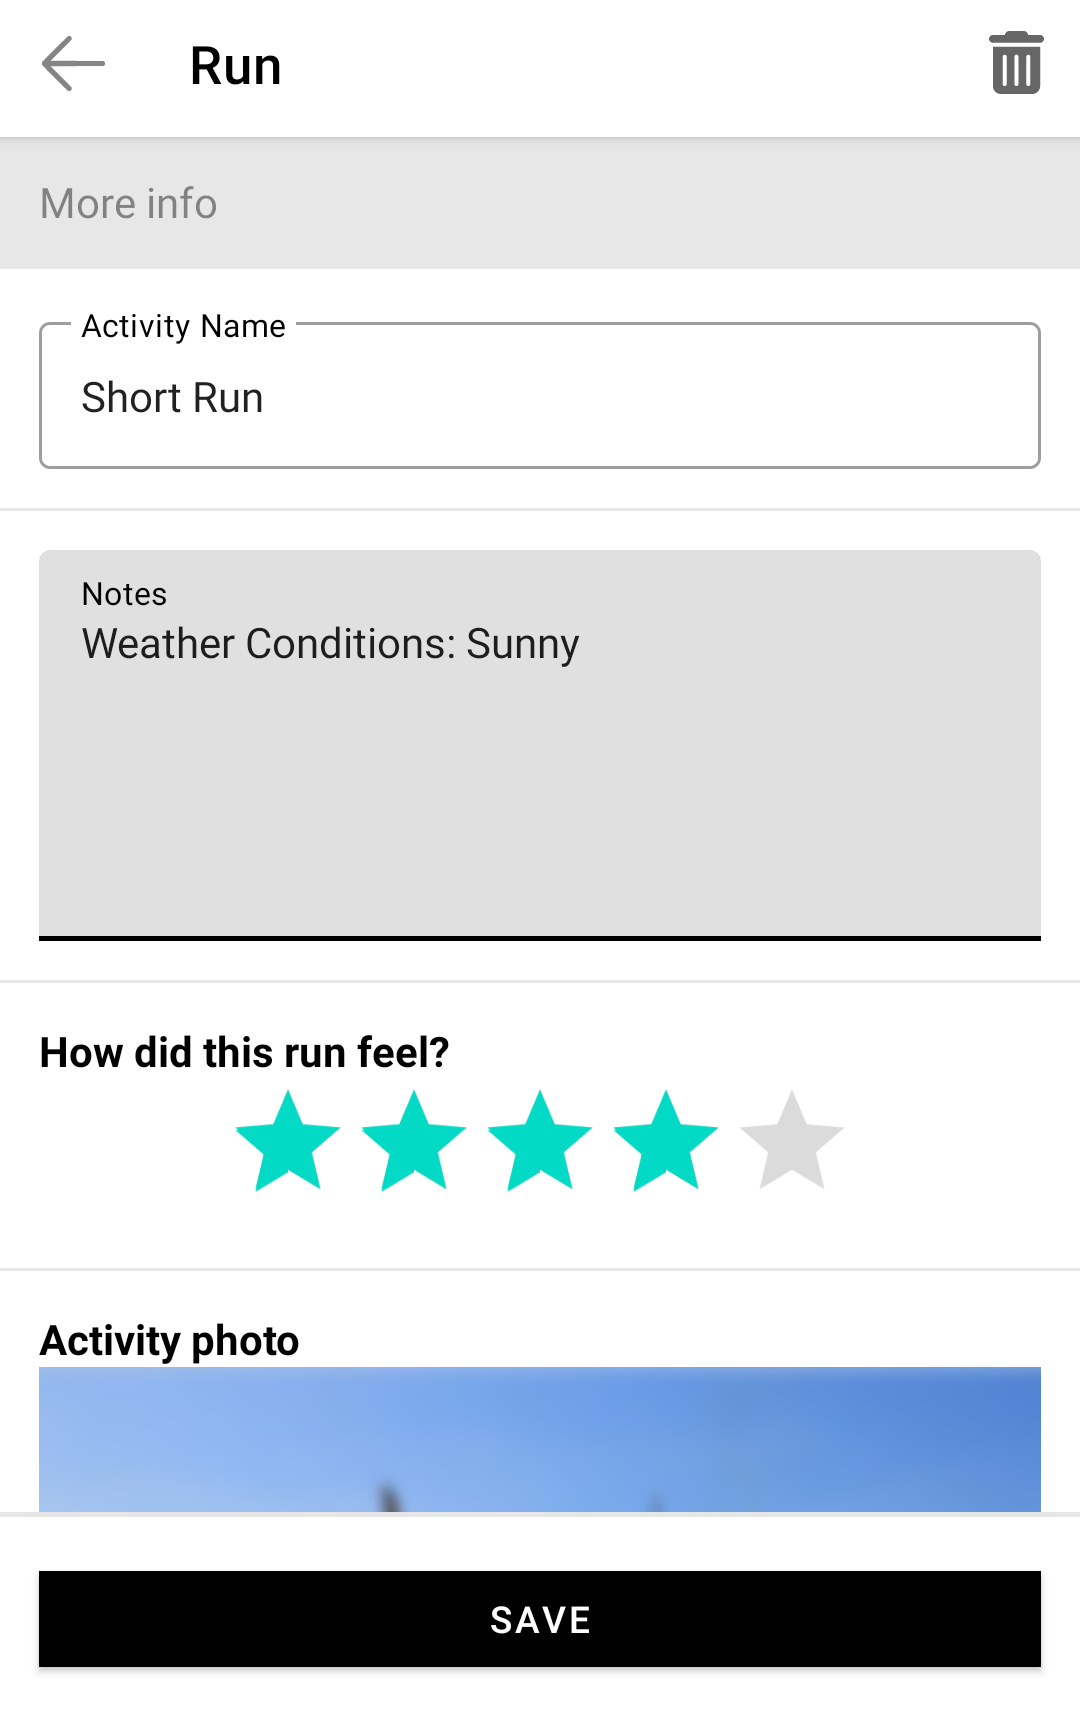 Run
More info
Activity Name
Short Run
Notes
Weather Conditions: Sunny
How did this run feel?
Activity photo
SAVE